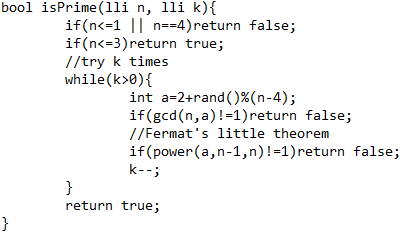 bool isPrime(lli n, lli k){
        if(n<=1 || n==4)return false;
        if(n<=3)return true;
        //try k times
        while(k>0){
                int a=2+rand()%(n-4);
                if(gcd(n,a)!=1)return false;
                //Fermat's little theorem
                if(power(a,n-1,n)!=1)return false;
                k--;
        }
        return true;
}